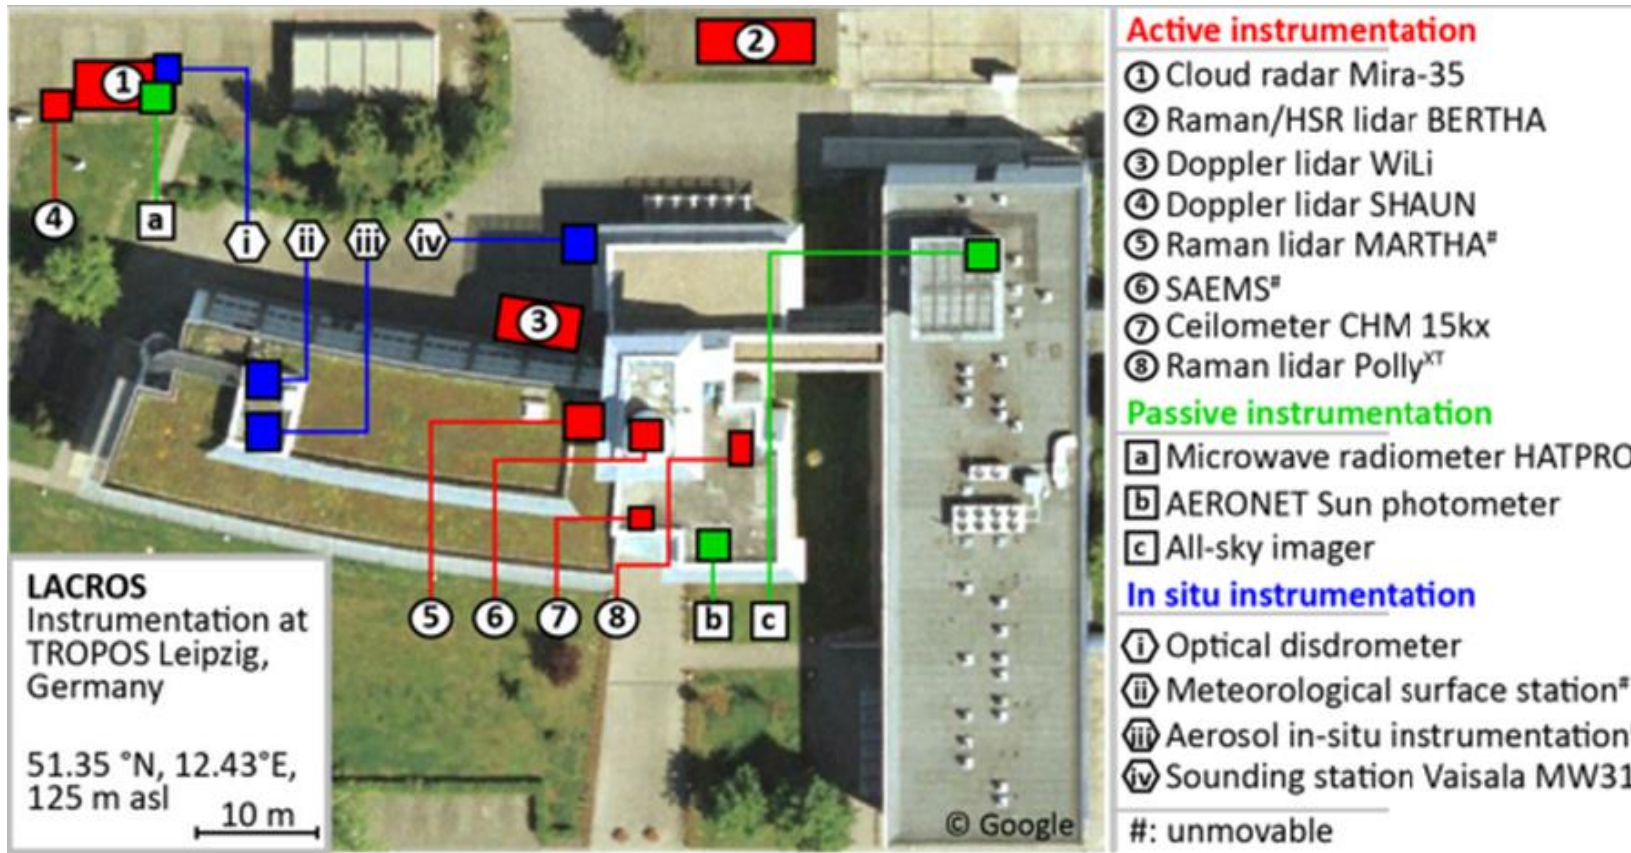 1
2
4
a
i
ii
iii
iv
3
5
6
7
8
b
c
LACROS
Instrumentation at
TROPOS Leipzig,
Germany
51.35 °N, 12.43°E,
125 m asl
10 m
© Google
Active instrumentation
1 Cloud radar Mira-35
2 Raman/HSR lidar BERTHA
3 Doppler lidar WiLi
4 Doppler lidar SHAUN
5 Raman lidar MARTHA#
6 SAEMS#
7 Ceilometer CHM 15kx
8 Raman lidar PollyXT
Passive instrumentation
a Microwave radiometer HATPRO
b AERONET Sun photometer
c All-sky imager
In situ instrumentation
i Optical disdrometer
ii Meteorological surface station#
iii Aerosol in-situ instrumentation
iv Sounding station Vaisala MW31
#: unmovable